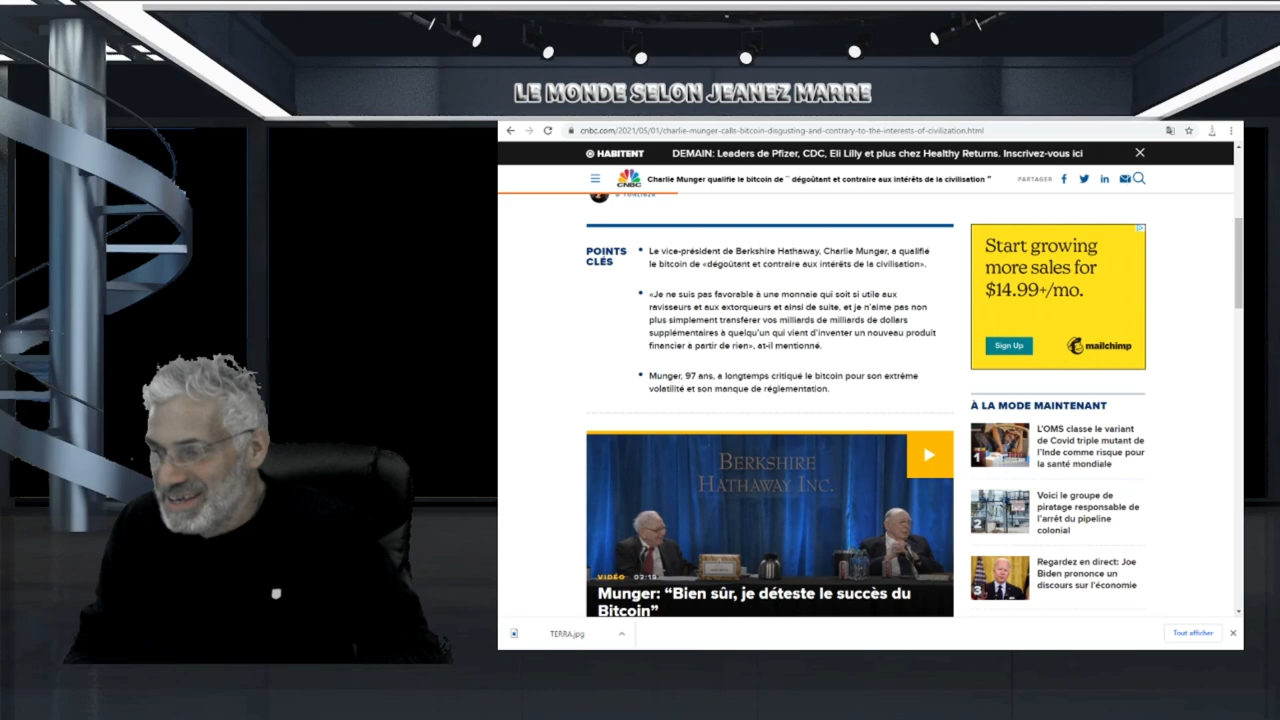 LE MONDE SELON JEANEZ MARRE
cnbc.com/2021/05/01/charlie-munger-calls-bitcoin-disgusting-and-contrary-to-the-interests-of-civilization.html
HABITENT
DEMAIN: Leaders de Pfizer, CDC, Eli Lilly et plus chez Healthy Returns. Inscrivez-vous ici
CNBC
Charlie Munger qualifie le bitcoin de " dégoûtant et contraire aux intérêts de la civilisation "
PARTAGER
POINTS
CLÉS
Le vice-président de Berkshire Hathaway, Charlie Munger, a qualifié
le bitcoin de «dégoûtant et contraire aux intérêts de la civilisation».
«Je ne suis pas favorable à une monnaie qui soit si utile aux
ravisseurs et aux extorqueurs et ainsi de suite, et je n'aime pas non
plus simplement transférer vos milliards de milliards de dollars
supplémentaires à quelqu'un qui vient d'inventer un nouveau produit
financier à partir de rien», at-il mentionné.
Munger, 97 ans, a longtemps critiqué le bitcoin pour son extrême
volatilité et son manque de réglementation.
BERKSHIRE
HATHAWAY INC.
VIDÉO 03:19
Munger: “Bien sûr, je déteste le succès du
Bitcoin”
Start growing
more sales for
$14.99+/mo.
Sign Up
mailchimp
À LA MODE MAINTENANT
1
L'OMS classe le variant
de Covid triple mutant de
l'Inde comme risque pour
la santé mondiale
2
Voici le groupe de
piratage responsable de
l'arrêt du pipeline
colonial
3
Regardez en direct: Joe
Biden prononce un
discours sur l'économie
TERRA.jpg
Tout afficher